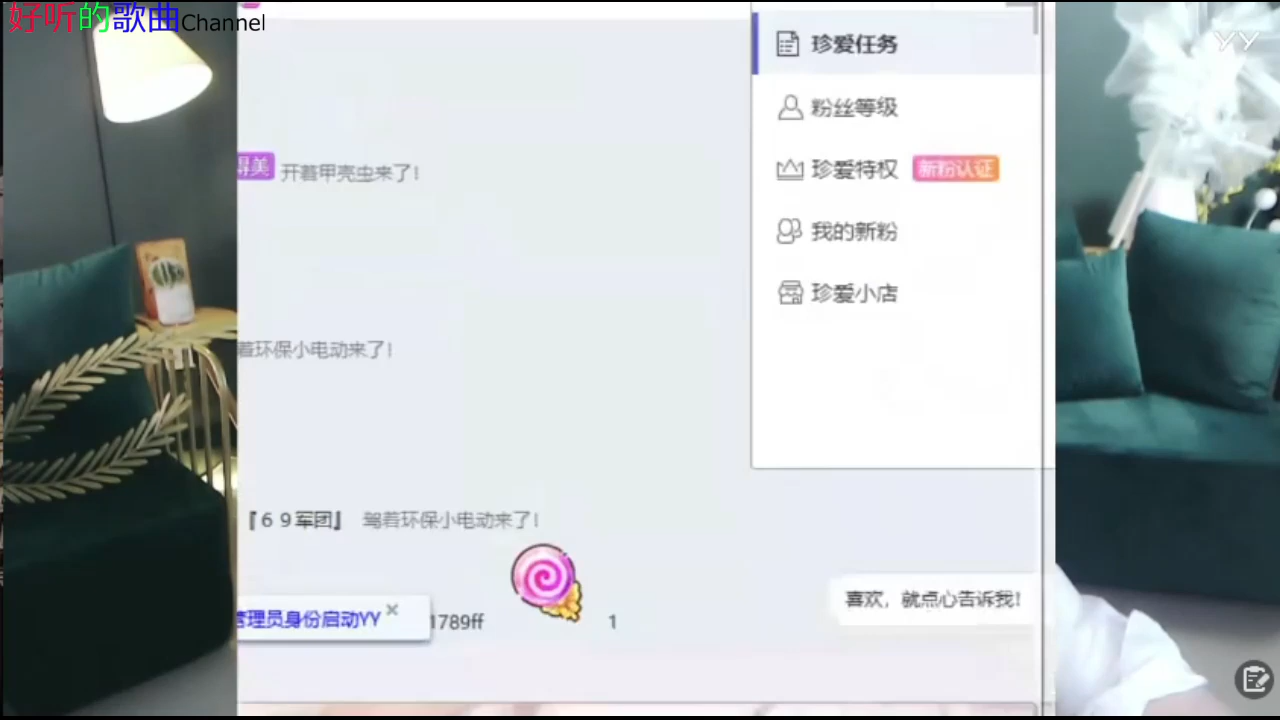 好听的歌曲Channel
YY
珍爱任务
粉丝等级
得美 开着甲壳虫来了!
珍爱特权 新粉认证
我的新粉
珍爱小店
着环保小电动来了!
『69军团』 驾着环保小电动来了!
喜欢，就点心告诉我!
管理员身份启动YY ×
1789ff 1